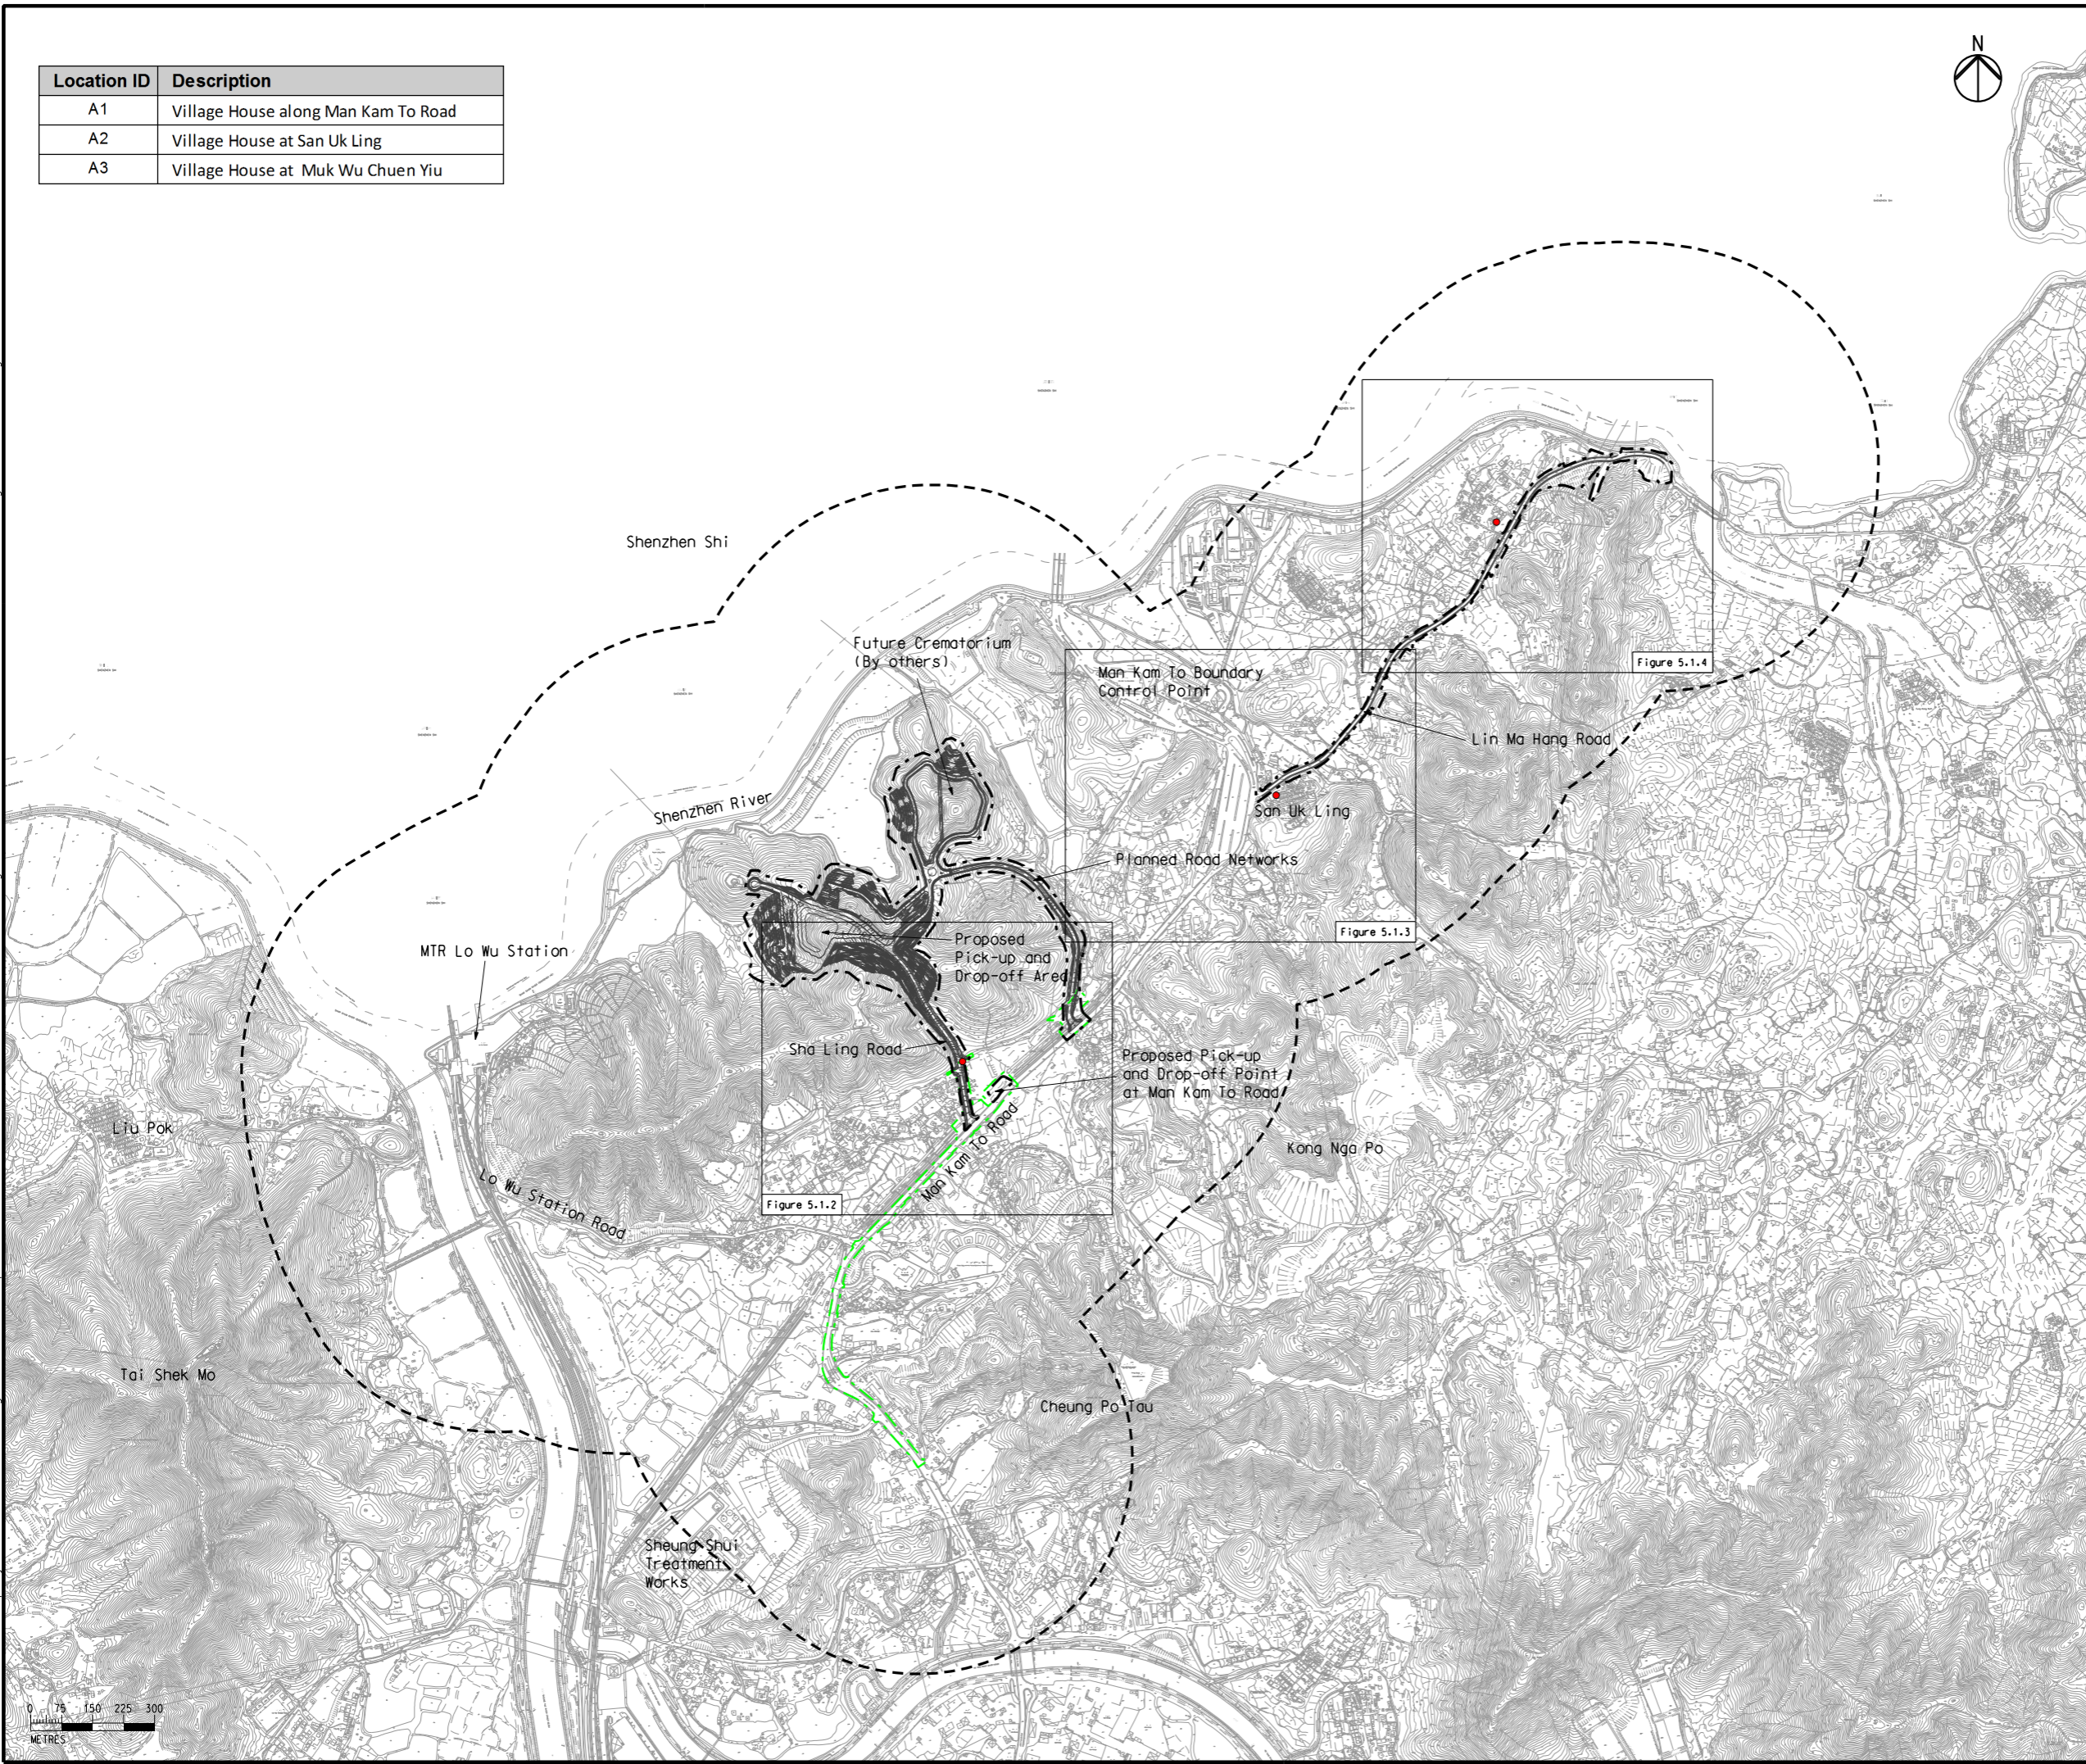 N
Location ID Description
A1 Village House along Man Kam To Road
A2 Village House at San Uk Ling
A3 Village House at Muk Wu Chuen Yiu
Shenzhen Shi
Future Crematorium
(By others)
Man Kam To Boundary
Control Point
Figure 5.1.4
Lin Ma Hang Road
Shenzhen River
San Uk Ling
Planned Road Networks
Figure 5.1.3
MTR Lo Wu Station
Proposed
Pick-up and
Drop-off Area
Sha Ling Road
Proposed Pick-up
and Drop-off Point
at Man Kam To Road
Liu Pok
Man Kam To Road
Kong Nga Po
Lo Wu Station Road
Figure 5.1.2
Tai Shek Mo
Cheung Po Tau
Sheung Shui
Treatment
Works
0 75 150 225 300
METRES